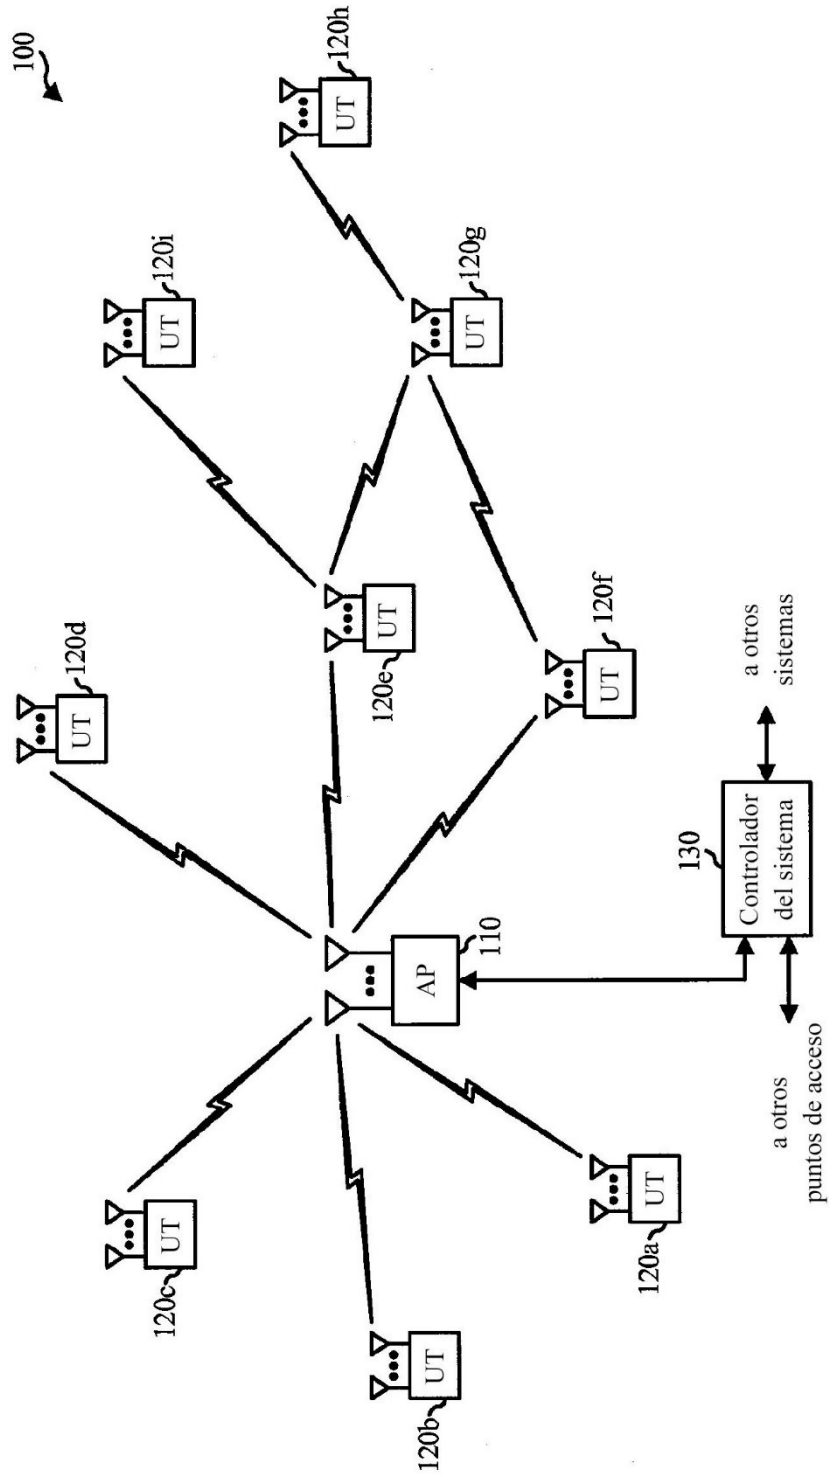 100
UT
120d
UT
120i
UT
120h
UT
120c
UT
120e
UT
120g
UT
120b
AP
110
UT
120f
UT
120a
130
Controlador
del sistema
a otros
puntos de acceso
a otros
sistemas